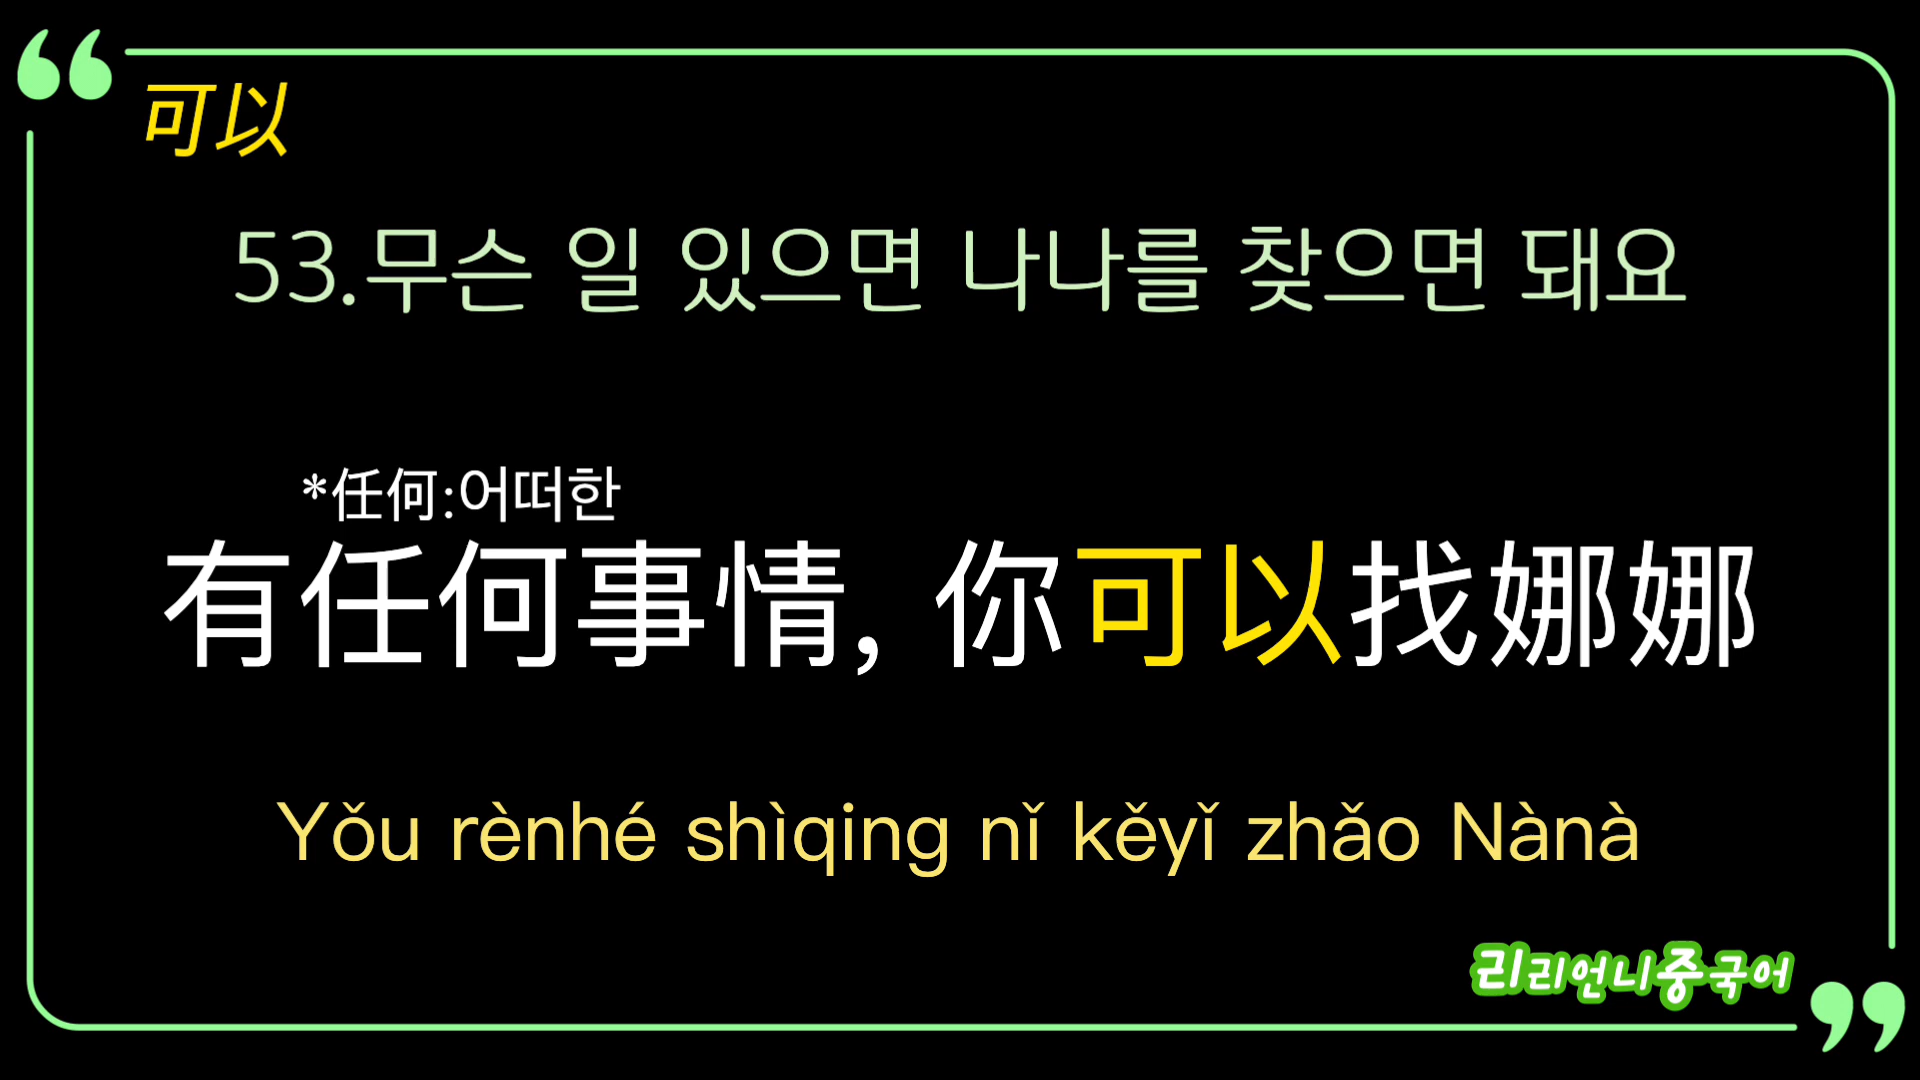 可以
53.무슨 일 있으면 나나를 찾으면 돼요
*任何:어떠한
有任何事情, 你可以找娜娜
Yǒu rènhé shìqing nǐ kěyǐ zhǎo Nànà
리리언니중국어